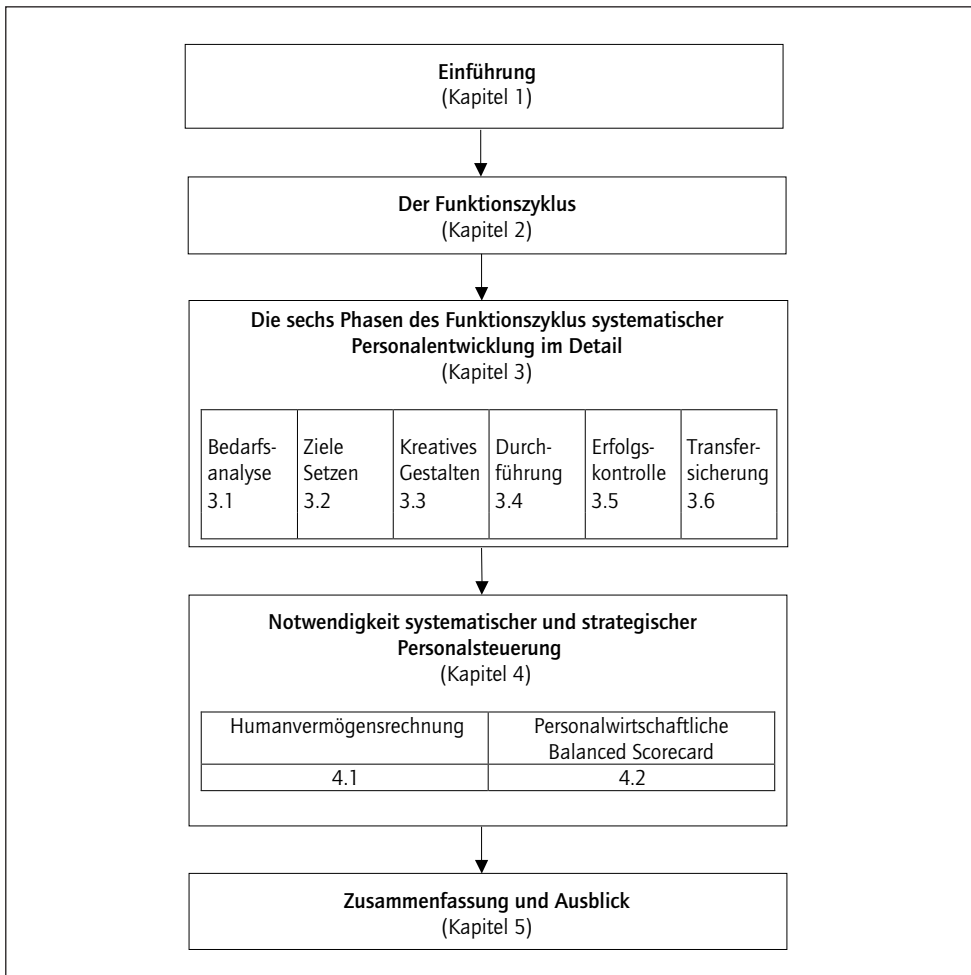 Einführung
(Kapitel 1)
Der Funktionszyklus
(Kapitel 2)
Die sechs Phasen des Funktionszyklus systematischer
Personalentwicklung im Detail
(Kapitel 3)
Bedarfs-
analyse
3.1
Ziele
Setzen
3.2
Kreatives
Gestalten
3.3
Durch-
führung
3.4
Erfolgs-
kontrolle
3.5
Transfer-
sicherung
3.6
Notwendigkeit systematischer und strategischer
Personalsteuerung
(Kapitel 4)
Humanvermögensrechnung
Personalwirtschaftliche
Balanced Scorecard
4.1
4.2
Zusammenfassung und Ausblick
(Kapitel 5)